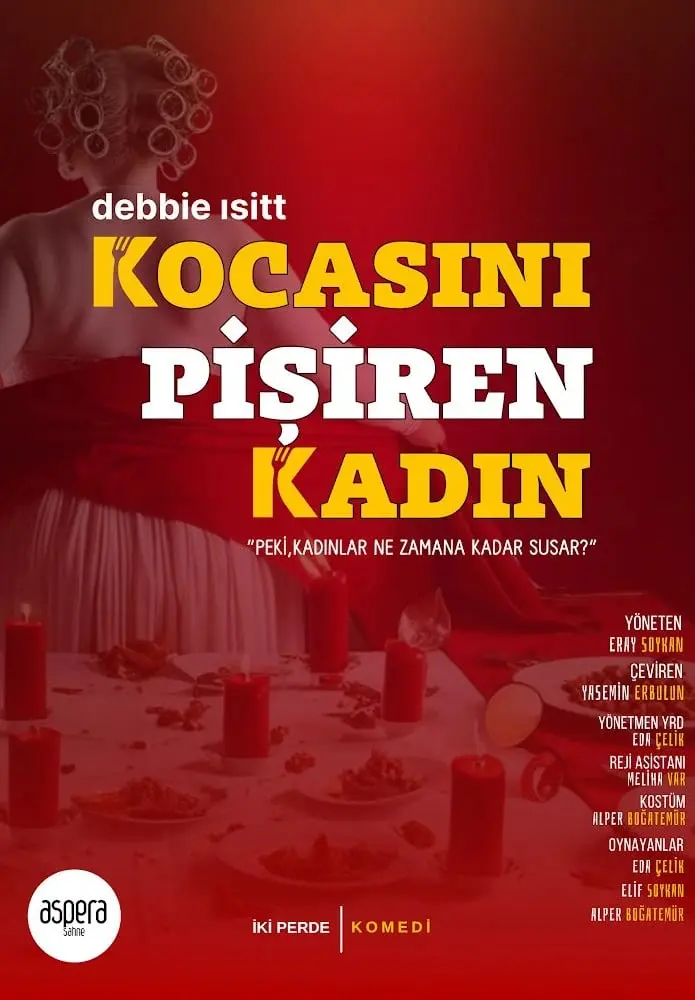 debbie ısitt
KOCASINI
PİŞİREN
KADIN
"PEKİ,KADINLAR NE ZAMANA KADAR SUSAR?"
YÖNETEN
ERAY SOYKAN
ÇEVİREN
YASEMİN ERBULUN
YÖNETMEN YRD
EDA ÇELİK
REJİ ASİSTANI
MELİHA VAR
KOSTÜM
ALPER BOĞATEMÜR
OYNAYANLAR
EDA ÇELİK
ELİF SOYKAN
ALPER BOĞATEMÜR
aspera
sahne
İKİ PERDE | KOMEDİ